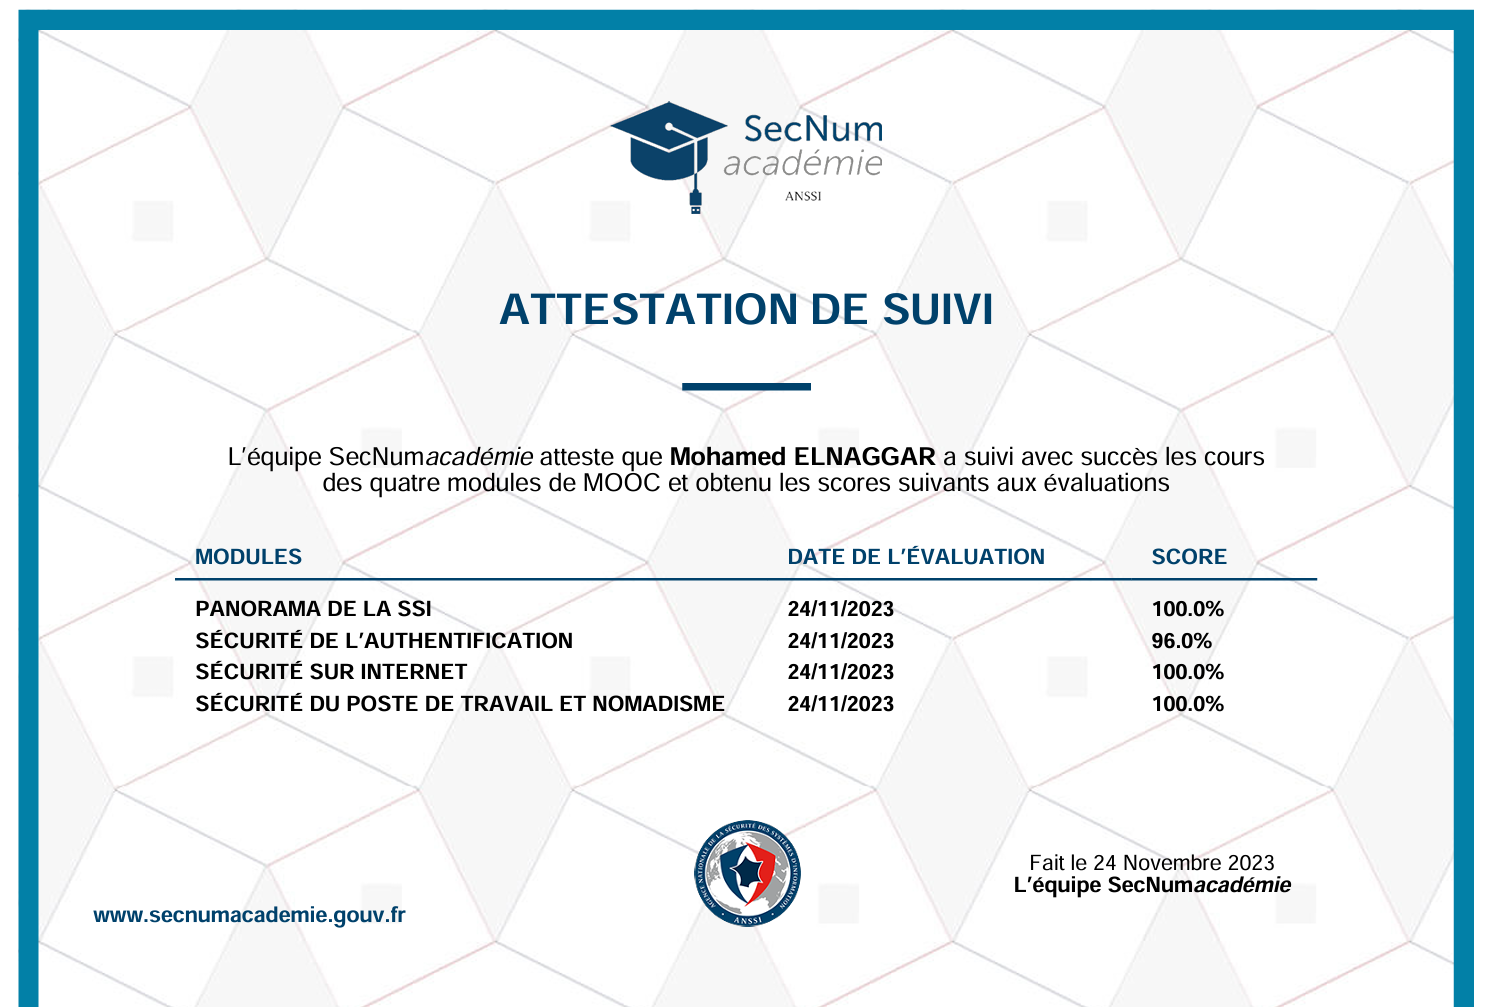 SecNum
académie
ANSSI
ATTESTATION DE SUIVI
L'équipe SecNumacadémie atteste que Mohamed ELNAGGAR a suivi avec succès les cours
des quatre modules de MOOC et obtenu les scores suivants aux évaluations
MODULES DATE DE L'ÉVALUATION SCORE
PANORAMA DE LA SSI 24/11/2023 100.0%
SÉCURITÉ DE L'AUTHENTIFICATION 24/11/2023 96.0%
SÉCURITÉ SUR INTERNET 24/11/2023 100.0%
SÉCURITÉ DU POSTE DE TRAVAIL ET NOMADISME 24/11/2023 100.0%
AGENCE NATIONALE DE LA SÉCURITÉ DES SYSTÈMES D'INFORMATION
ANSSI
Fait le 24 Novembre 2023
L'équipe SecNumacadémie
www.secnumacademie.gouv.fr